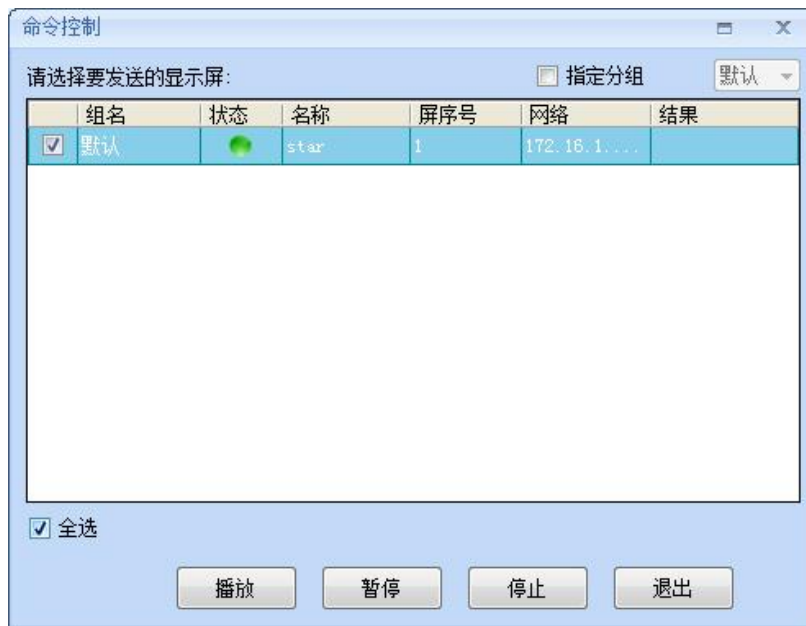 命令控制
请选择要发送的显示屏: 指定分组 默认
组名 状态 名称 屏序号 网络 结果
默认 star 1 172.16.1....
全选
播放 暂停 停止 退出